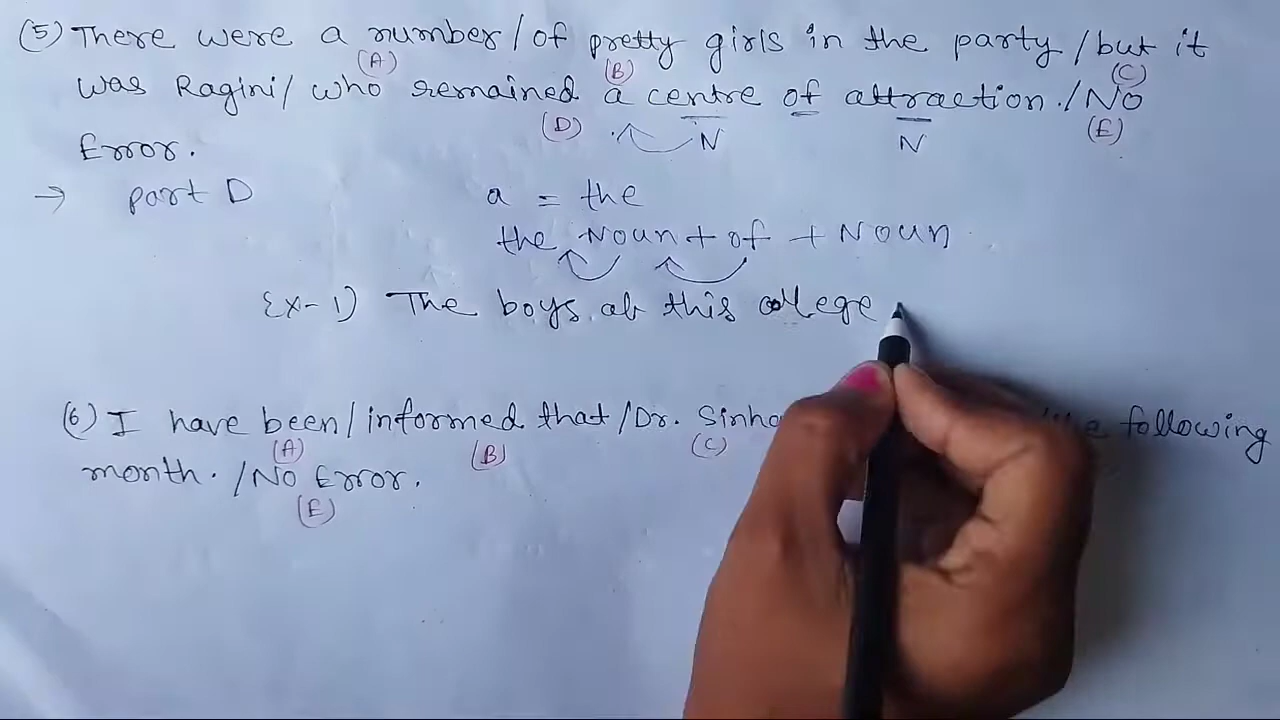 (5) There were a number/of pretty girls in the party/but it
(A) (B) (C)
was Ragini/who remained a centre of attraction./No
(D) N N (E)
Error.
→ part D a = the
the Noun + of + Noun
Ex-1) The boys of this college
(6) I have been/informed that/Dr. Sinha following
(A) (B) (C)
month./No Error.
(E)